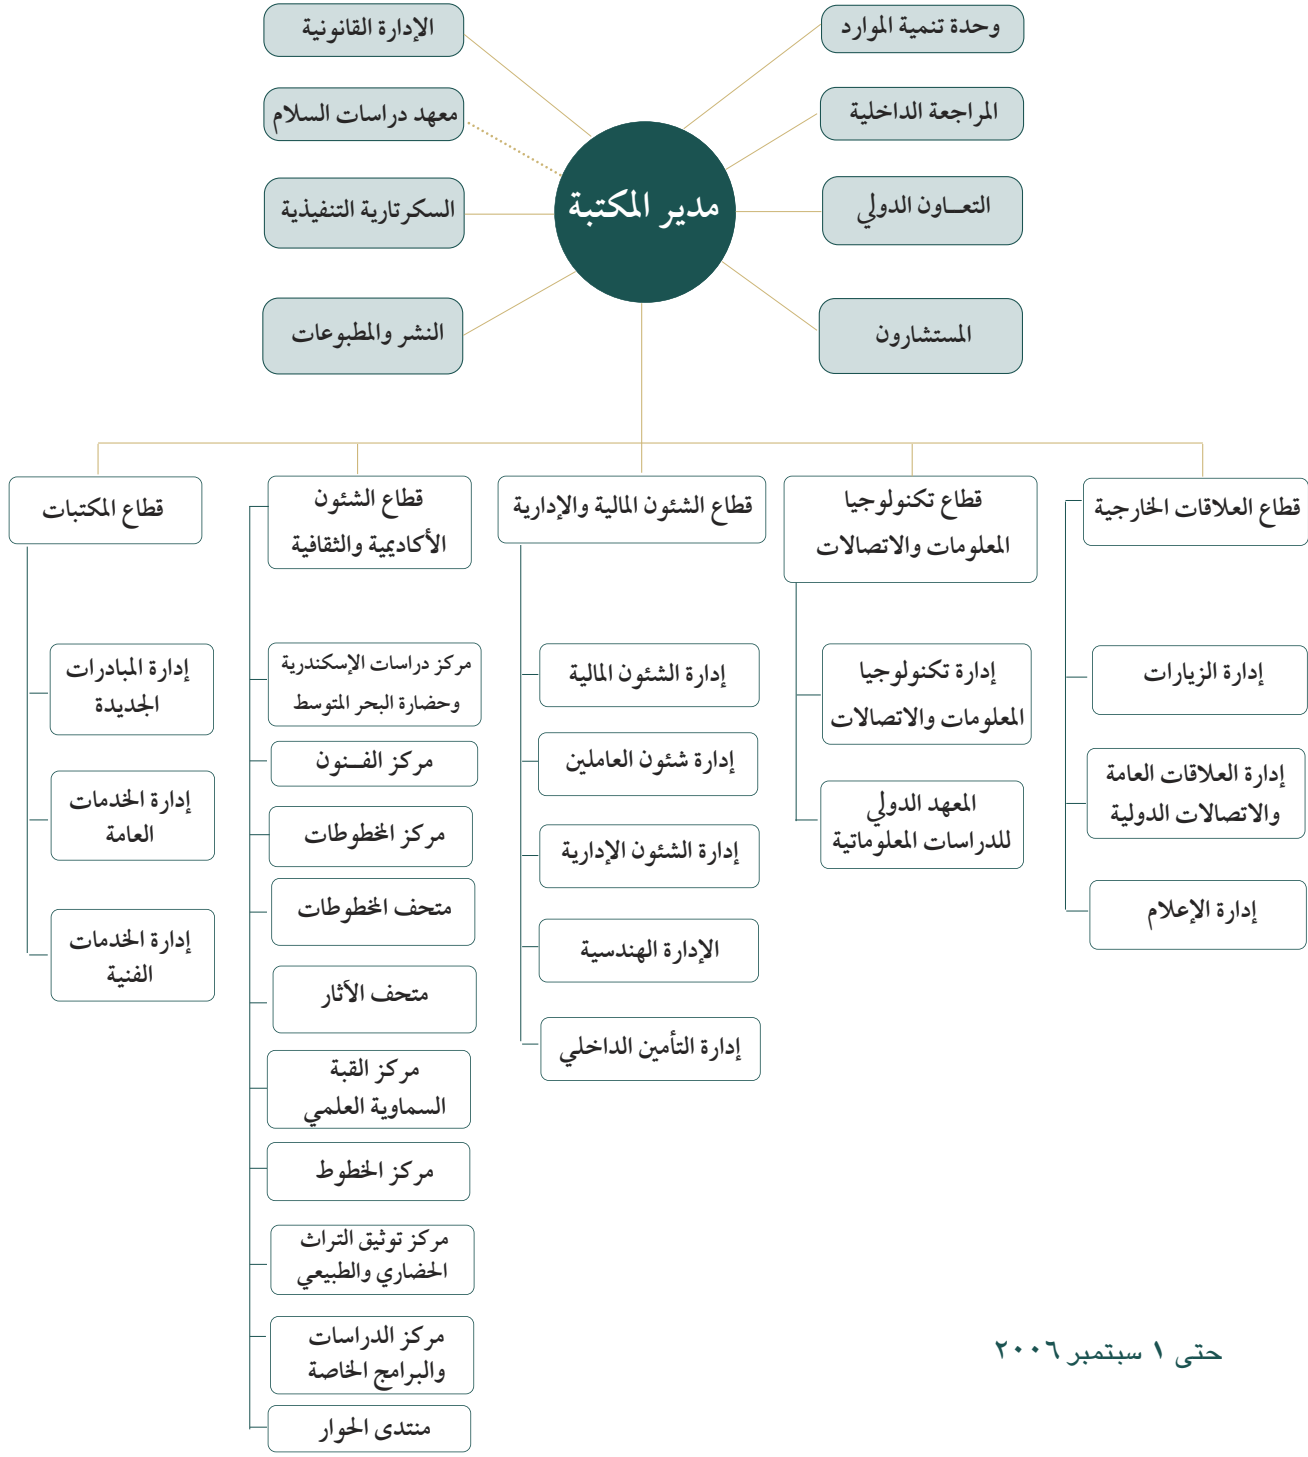 وحدة تنمية الموارد
الإدارة القانونية
المراجعة الداخلية
معهد دراسات السلام
مدير المكتبة
التعــاون الدولي
السكرتارية التنفيذية
المستشارون
النشر والمطبوعات
قطاع العلاقات الخارجية
إدارة الزيارات
إدارة العلاقات العامة
والاتصالات الدولية
إدارة الإعلام
قطاع تكنولوجيا
المعلومات والاتصالات
إدارة تكنولوجيا
المعلومات والاتصالات
المعهد الدولي
للدراسات المعلوماتية
قطاع الشئون المالية والإدارية
إدارة الشئون المالية
إدارة شئون العاملين
إدارة الشئون الإدارية
الإدارة الهندسية
إدارة التأمين الداخلي
قطاع الشئون
الأكاديمية والثقافية
مركز دراسات الإسكندرية
وحضارة البحر المتوسط
مركز الفــنون
مركز المخطوطات
متحف المخطوطات
متحف الآثار
مركز القبة
السماوية العلمي
مركز الخطوط
مركز توثيق التراث
الحضاري والطبيعي
مركز الدراسات
والبرامج الخاصة
منتدى الحوار
قطاع المكتبات
إدارة المبادرات
الجديدة
إدارة الخدمات
العامة
إدارة الخدمات
الفنية
حتى ١ سبتمبر ٢٠٠٦